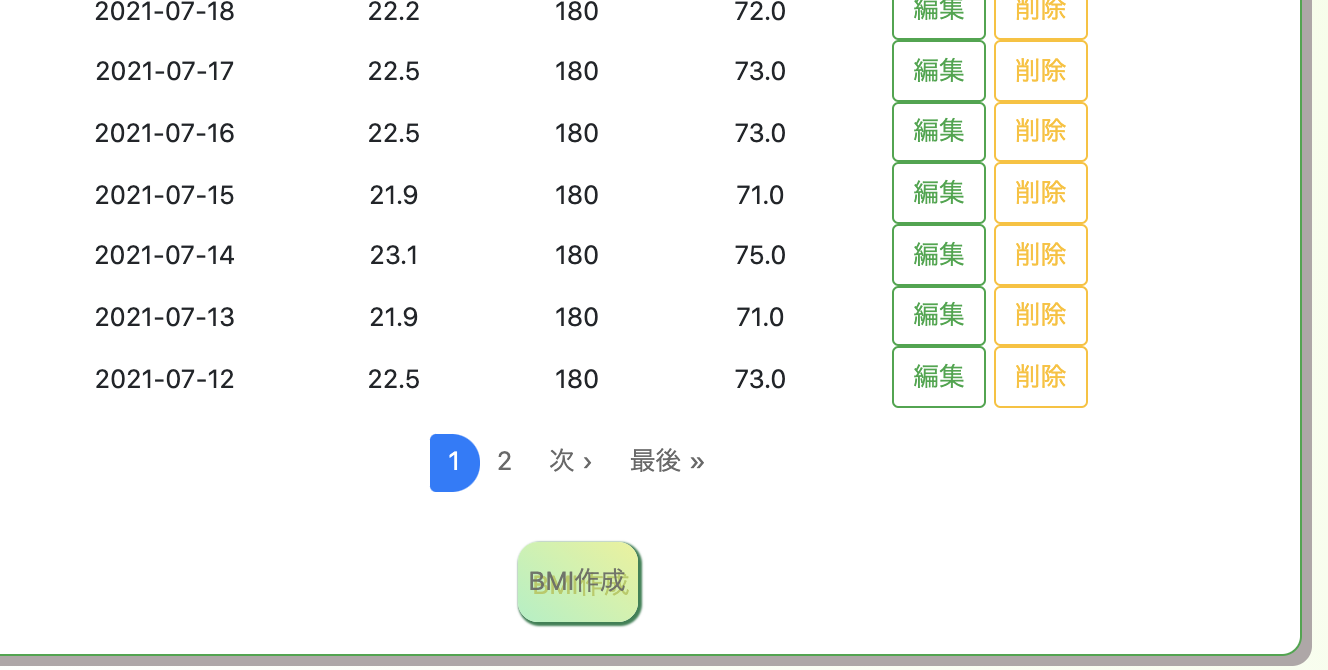 2021-07-18 22.2 180 72.0 編集 削除
2021-07-17 22.5 180 73.0 編集 削除
2021-07-16 22.5 180 73.0 編集 削除
2021-07-15 21.9 180 71.0 編集 削除
2021-07-14 23.1 180 75.0 編集 削除
2021-07-13 21.9 180 71.0 編集 削除
2021-07-12 22.5 180 73.0 編集 削除
1 2 次 › 最後 »
BMI作成